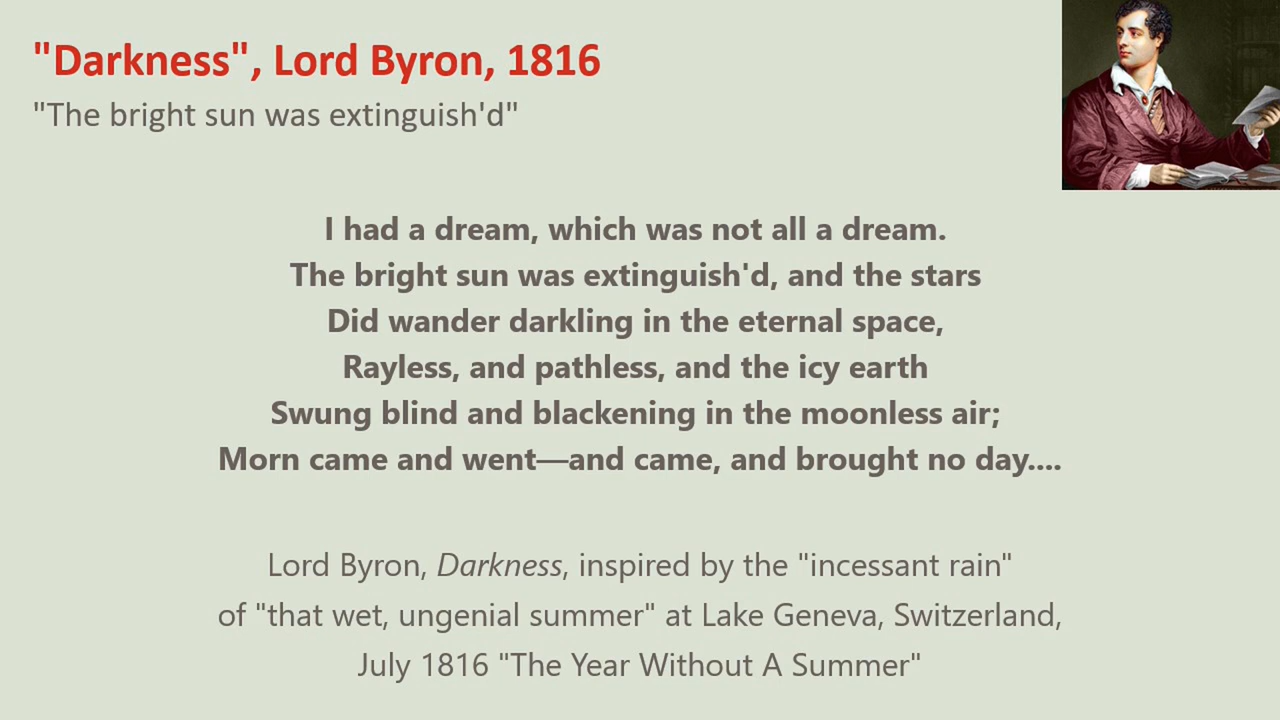 "Darkness", Lord Byron, 1816
"The bright sun was extinguish'd"
I had a dream, which was not all a dream.
The bright sun was extinguish'd, and the stars
Did wander darkling in the eternal space,
Rayless, and pathless, and the icy earth
Swung blind and blackening in the moonless air;
Morn came and went—and came, and brought no day....
Lord Byron, Darkness, inspired by the "incessant rain"
of "that wet, ungenial summer" at Lake Geneva, Switzerland,
July 1816 "The Year Without A Summer"